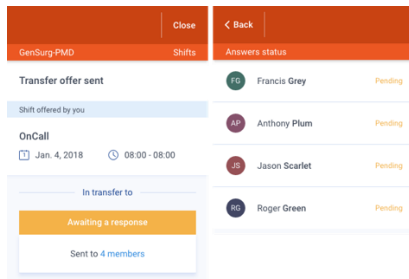 Close
GenSurg-PMD Shifts
Transfer offer sent
Shift offered by you
OnCall
Jan. 4, 2018 08:00 - 08:00
In transfer to
Awaiting a response
Sent to 4 members
< Back
Answers status
FG Francis Grey Pending
AP Anthony Plum Pending
JS Jason Scarlet Pending
RG Roger Green Pending